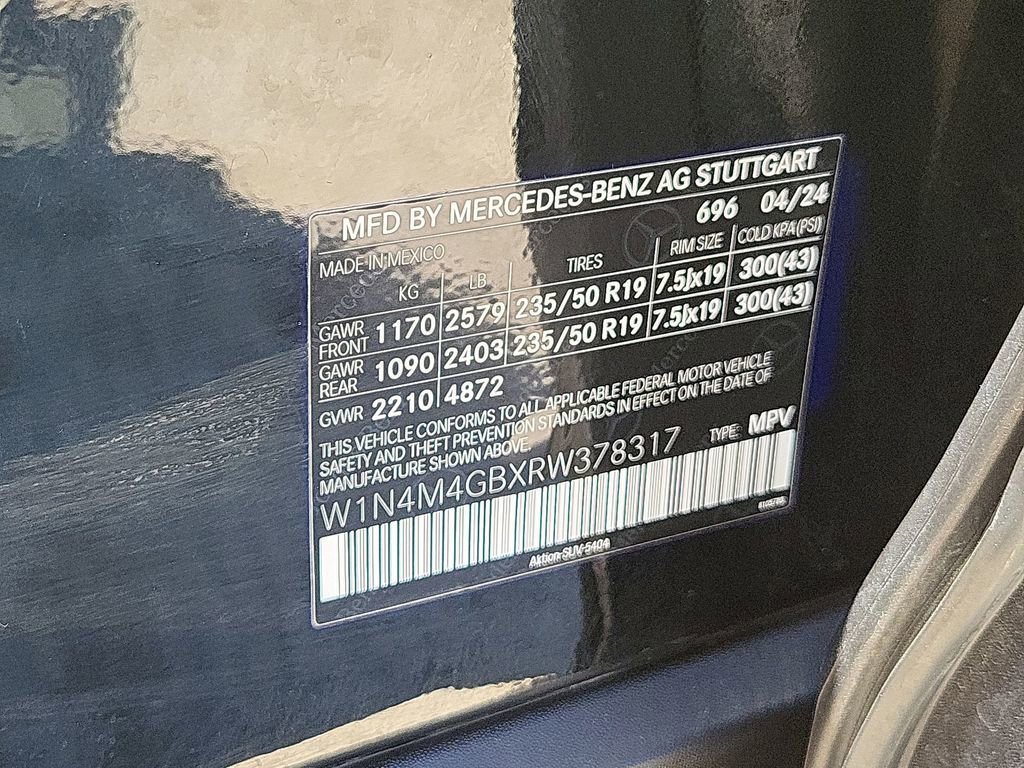 MFD BY MERCEDES-BENZ AG STUTTGART
696 04/24
MADE IN MEXICO
KG LB TIRES RIM SIZE COLD KPA(PSI)
GAWR FRONT 1170 2579 235/50 R19 7.5Jx19 300(43)
GAWR REAR 1090 2403 235/50 R19 7.5Jx19 300(43)
GVWR 2210 4872
THIS VEHICLE CONFORMS TO ALL APPLICABLE FEDERAL MOTOR VEHICLE
SAFETY AND THEFT PREVENTION STANDARDS IN EFFECT ON THE DATE OF
MANUFACTURE SHOWN ABOVE.
W1N4M4GBXRW378317 TYPE: MPV
Aktion-SUV-5404